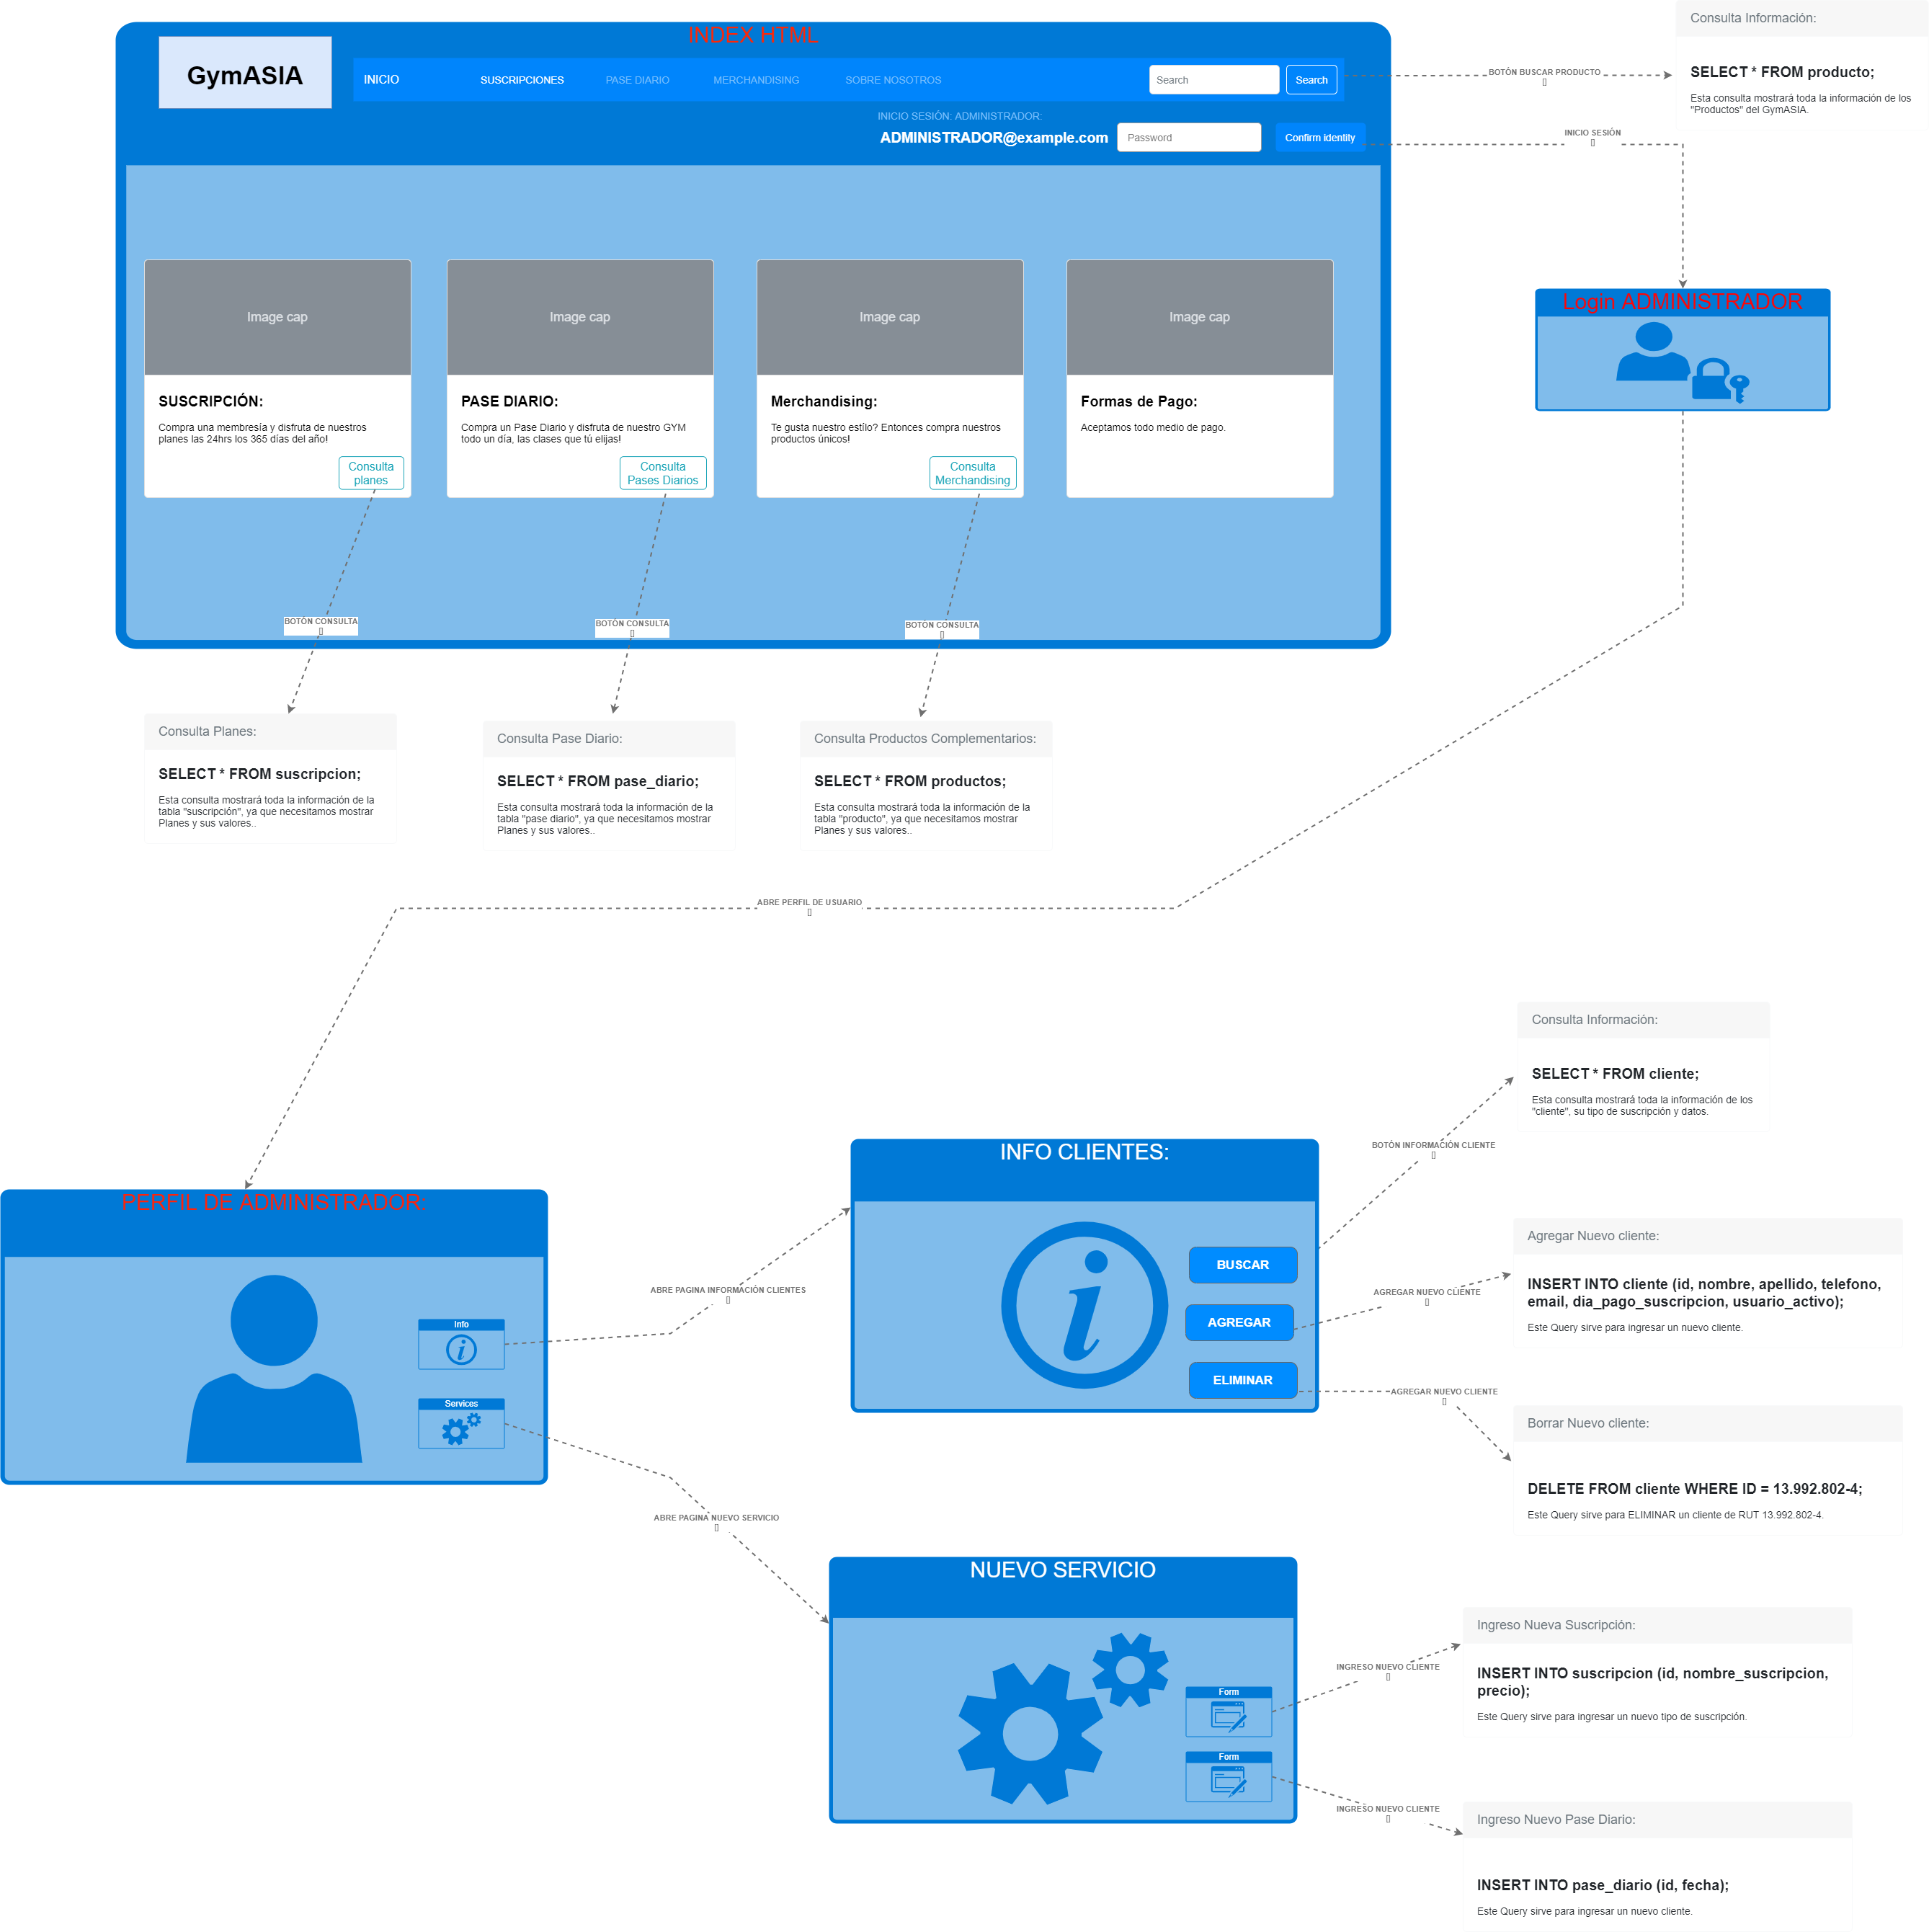 INDEX HTML
GymASIA
INICIO
SUSCRIPCIONES
PASE DIARIO
MERCHANDISING
SOBRE NOSOTROS
Search
Search
BOTÓN BUSCAR PRODUCTO
Consulta Información:
SELECT * FROM producto;
Esta consulta mostrará toda la información de los
"Productos" del GymASIA.
INICIO SESIÓN: ADMINISTRADOR:
ADMINISTRADOR@example.com
Password
Confirm identity
INICIO SESIÓN
Login ADMINISTRADOR
Image cap
SUSCRIPCIÓN:
Compra una membresía y disfruta de nuestros
planes las 24hrs los 365 días del año!
Consulta
planes
Image cap
PASE DIARIO:
Compra un Pase Diario y disfruta de nuestro GYM
todo un día, las clases que tú elijas!
Consulta
Pases Diarios
Image cap
Merchandising:
Te gusta nuestro estílo? Entonces compra nuestros
productos únicos!
Consulta
Merchandising
Image cap
Formas de Pago:
Aceptamos todo medio de pago.
BOTÓN CONSULTA
BOTÓN CONSULTA
BOTÓN CONSULTA
Consulta Planes:
SELECT * FROM suscripcion;
Esta consulta mostrará toda la información de la
tabla "suscripción", ya que necesitamos mostrar
Planes y sus valores..
Consulta Pase Diario:
SELECT * FROM pase_diario;
Esta consulta mostrará toda la información de la
tabla "pase diario", ya que necesitamos mostrar
Planes y sus valores..
Consulta Productos Complementarios:
SELECT * FROM productos;
Esta consulta mostrará toda la información de la
tabla "producto", ya que necesitamos mostrar
Planes y sus valores..
ABRE PERFIL DE USUARIO
PERFIL DE ADMINISTRADOR:
Info
Services
ABRE PAGINA INFORMACIÓN CLIENTES
ABRE PAGINA NUEVO SERVICIO
INFO CLIENTES:
BUSCAR
AGREGAR
ELIMINAR
BOTÓN INFORMACIÓN CLIENTE
Consulta Información:
SELECT * FROM cliente;
Esta consulta mostrará toda la información de los
"cliente", su tipo de suscripción y datos.
AGREGAR NUEVO CLIENTE
Agregar Nuevo cliente:
INSERT INTO cliente (id, nombre, apellido, telefono,
email, dia_pago_suscripcion, usuario_activo);
Este Query sirve para ingresar un nuevo cliente.
AGREGAR NUEVO CLIENTE
Borrar Nuevo cliente:
DELETE FROM cliente WHERE ID = 13.992.802-4;
Este Query sirve para ELIMINAR un cliente de RUT 13.992.802-4.
NUEVO SERVICIO
Form
Form
INGRESO NUEVO CLIENTE
Ingreso Nueva Suscripción:
INSERT INTO suscripcion (id, nombre_suscripcion,
precio);
Este Query sirve para ingresar un nuevo tipo de suscripción.
INGRESO NUEVO CLIENTE
Ingreso Nuevo Pase Diario:
INSERT INTO pase_diario (id, fecha);
Este Query sirve para ingresar un nuevo cliente.